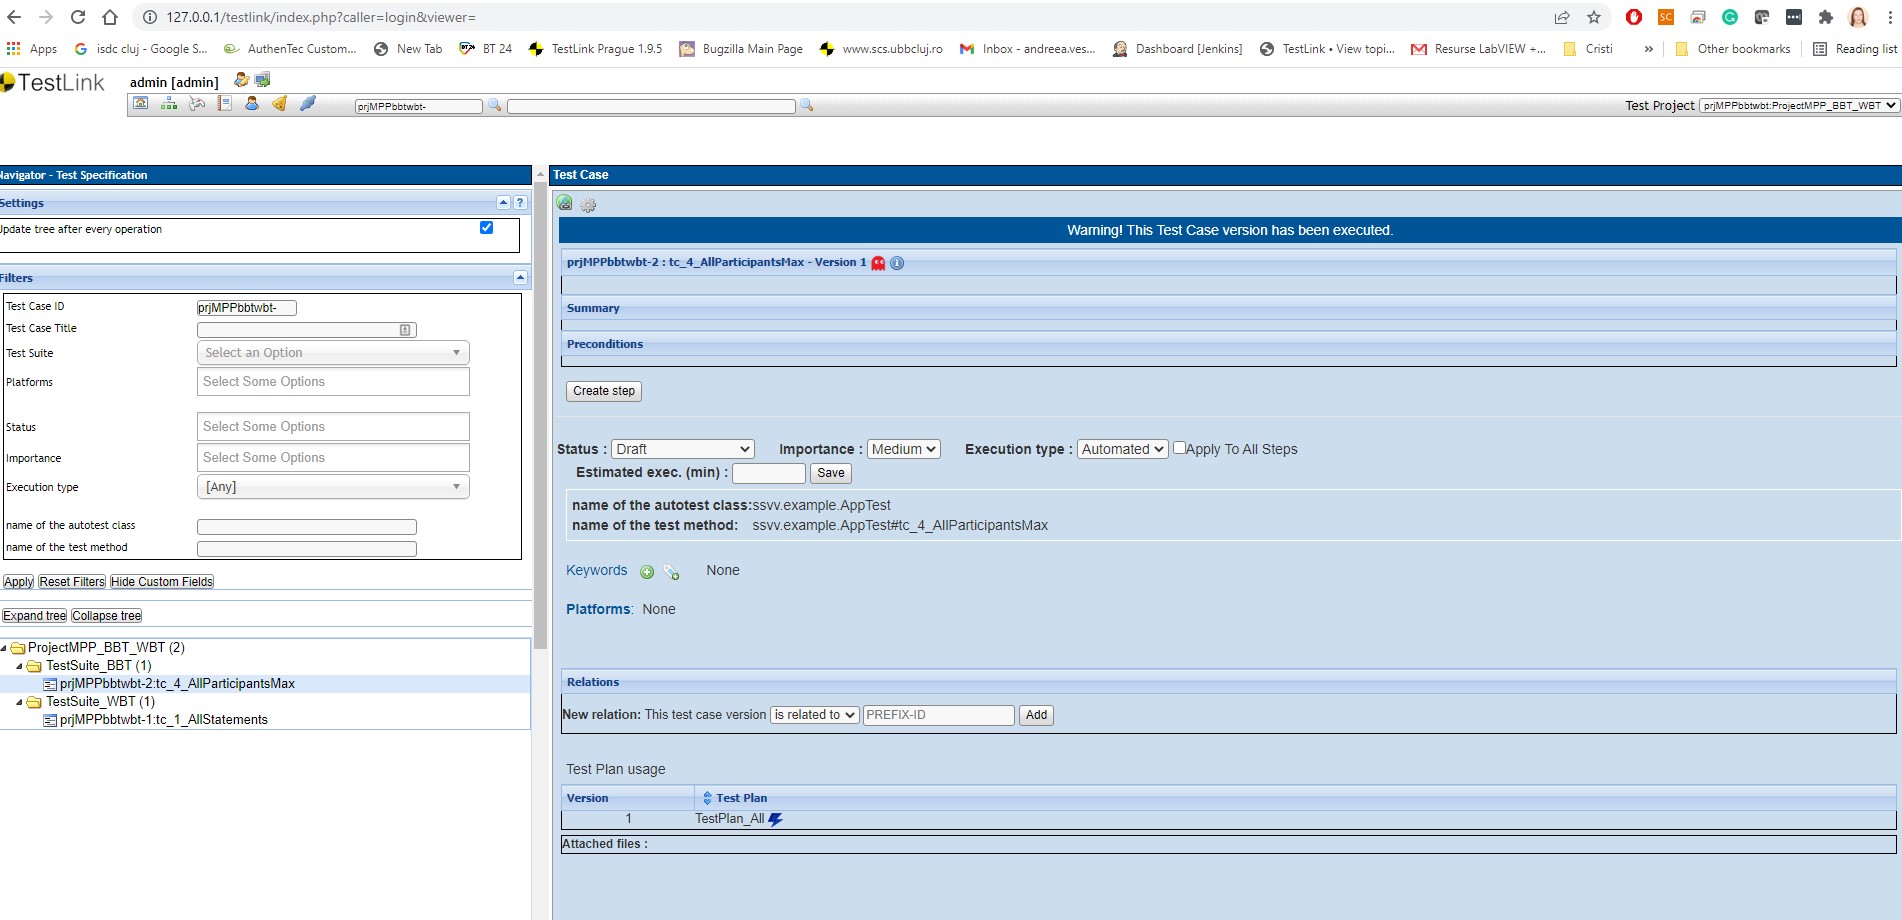 127.0.0.1/testlink/index.php?caller=login&viewer=
Apps isdc cluj - Google S... AuthenTec Custom... New Tab BT 24 TestLink Prague 1.9.5 Bugzilla Main Page www.scs.ubbcluj.ro Inbox - andreea.ves... Dashboard [Jenkins] TestLink • View topi... Resurse LabVIEW +... Cristi » Other bookmarks Reading list
TestLink admin [admin]
prjMPPbbtwbt- Test Project prjMPPbbtwbt:ProjectMPP_BBT_WBT
Navigator - Test Specification
Settings
Update tree after every operation
Filters
Test Case ID prjMPPbbtwbt-
Test Case Title
Test Suite Select an Option
Platforms Select Some Options
Status Select Some Options
Importance Select Some Options
Execution type [Any]
name of the autotest class
name of the test method
Apply Reset Filters Hide Custom Fields
Expand tree Collapse tree
ProjectMPP_BBT_WBT (2)
TestSuite_BBT (1)
prjMPPbbtwbt-2:tc_4_AllParticipantsMax
TestSuite_WBT (1)
prjMPPbbtwbt-1:tc_1_AllStatements
Test Case
Warning! This Test Case version has been executed.
prjMPPbbtwbt-2 : tc_4_AllParticipantsMax - Version 1
Summary
Preconditions
Create step
Status : Draft Importance : Medium Execution type : Automated Apply To All Steps
Estimated exec. (min) : Save
name of the autotest class: ssvv.example.AppTest
name of the test method: ssvv.example.AppTest#tc_4_AllParticipantsMax
Keywords None
Platforms: None
Relations
New relation: This test case version is related to PREFIX-ID Add
Test Plan usage
Version Test Plan
1 TestPlan_All
Attached files :